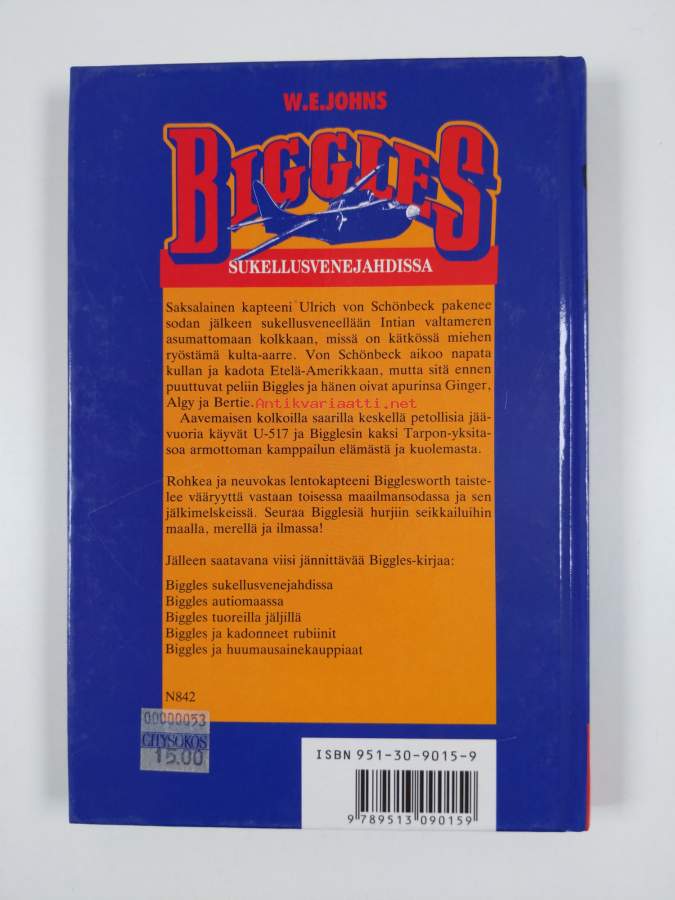 W.E.JOHNS
BIGGLES
SUKELLUSVENEJAHDISSA
Saksalainen kapteeni Ulrich von Schönbeck pakenee
sodan jälkeen sukellusveneellään Intian valtameren
asumattomaan kolkkaan, missä on kätkössä miehen
ryöstämä kulta-aarre. Von Schönbeck aikoo napata
kullan ja kadota Etelä-Amerikkaan, mutta sitä ennen
puuttuvat peliin Biggles ja hänen oivat apurinsa Ginger,
Algy ja Bertie.
Antikvariaatti.net
Aavemaisen kolkoilla saarilla keskellä petollisia jää-
vuoria käyvät U-517 ja Bigglesin kaksi Tarpon-yksita-
soa armottoman kamppailun elämästä ja kuolemasta.
Rohkea ja neuvokas lentokapteeni Bigglesworth taiste-
lee vääryyttä vastaan toisessa maailmansodassa ja sen
jälkimelskeissä. Seuraa Bigglesiä hurjiin seikkailuihin
maalla, merellä ja ilmassa!
Jälleen saatavana viisi jännittävää Biggles-kirjaa:
Biggles sukellusvenejahdissa
Biggles autiomaassa
Biggles tuoreilla jäljillä
Biggles ja kadonneet rubiinit
Biggles ja huumausainekauppiaat
N842
00000053
CITYSOKOS
15.00
ISBN 951-30-9015-9
9 789513 090159